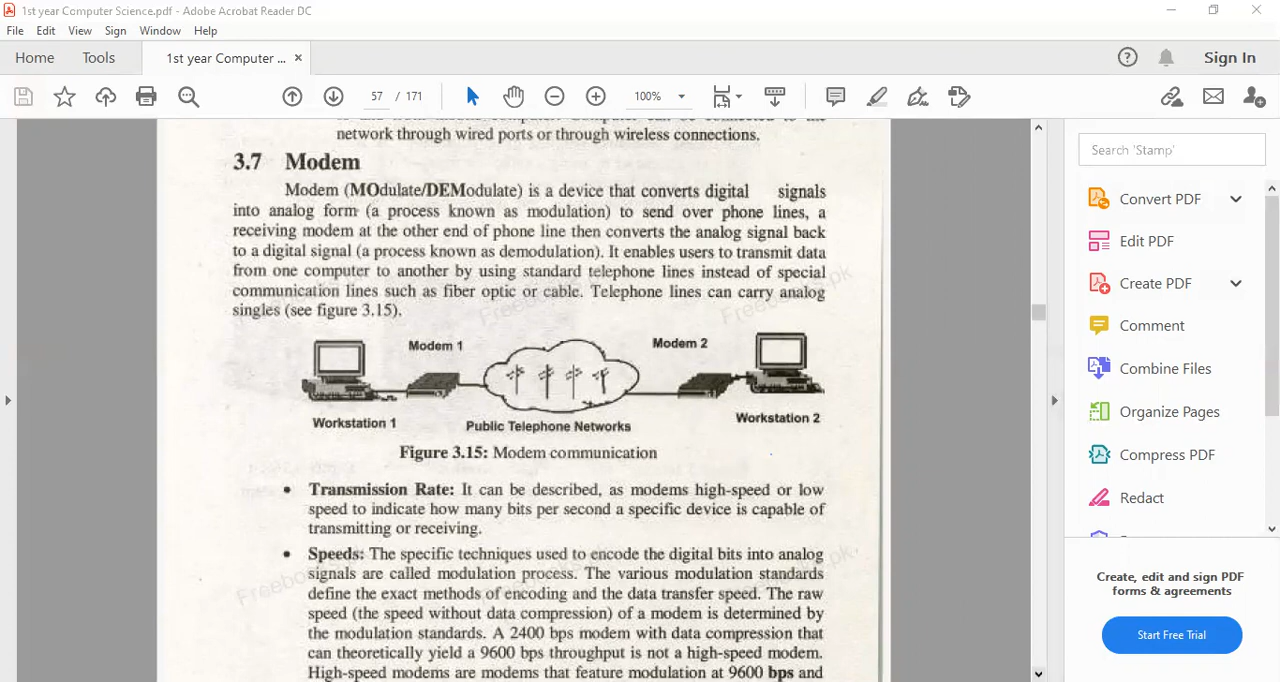 1st year Computer Science.pdf - Adobe Acrobat Reader DC
File Edit View Sign Window Help
Home Tools 1st year Computer ... × Sign In
57 / 171 100%
network through wired ports or through wireless connections.
3.7 Modem
Modem (MOdulate/DEModulate) is a device that converts digital signals
into analog form (a process known as modulation) to send over phone lines, a
receiving modem at the other end of phone line then converts the analog signal back
to a digital signal (a process known as demodulation). It enables users to transmit data
from one computer to another by using standard telephone lines instead of special
communication lines such as fiber optic or cable. Telephone lines can carry analog
singles (see figure 3.15).
Modem 1 Modem 2
Workstation 1 Public Telephone Networks Workstation 2
Figure 3.15: Modem communication
• Transmission Rate: It can be described, as modems high-speed or low
speed to indicate how many bits per second a specific device is capable of
transmitting or receiving.
• Speeds: The specific techniques used to encode the digital bits into analog
signals are called modulation process. The various modulation standards
define the exact methods of encoding and the data transfer speed. The raw
speed (the speed without data compression) of a modem is determined by
the modulation standards. A 2400 bps modem with data compression that
can theoretically yield a 9600 bps throughput is not a high-speed modem.
High-speed modems are modems that feature modulation at 9600 bps and
Search 'Stamp'
Convert PDF
Edit PDF
Create PDF
Comment
Combine Files
Organize Pages
Compress PDF
Redact
Create, edit and sign PDF
forms & agreements
Start Free Trial